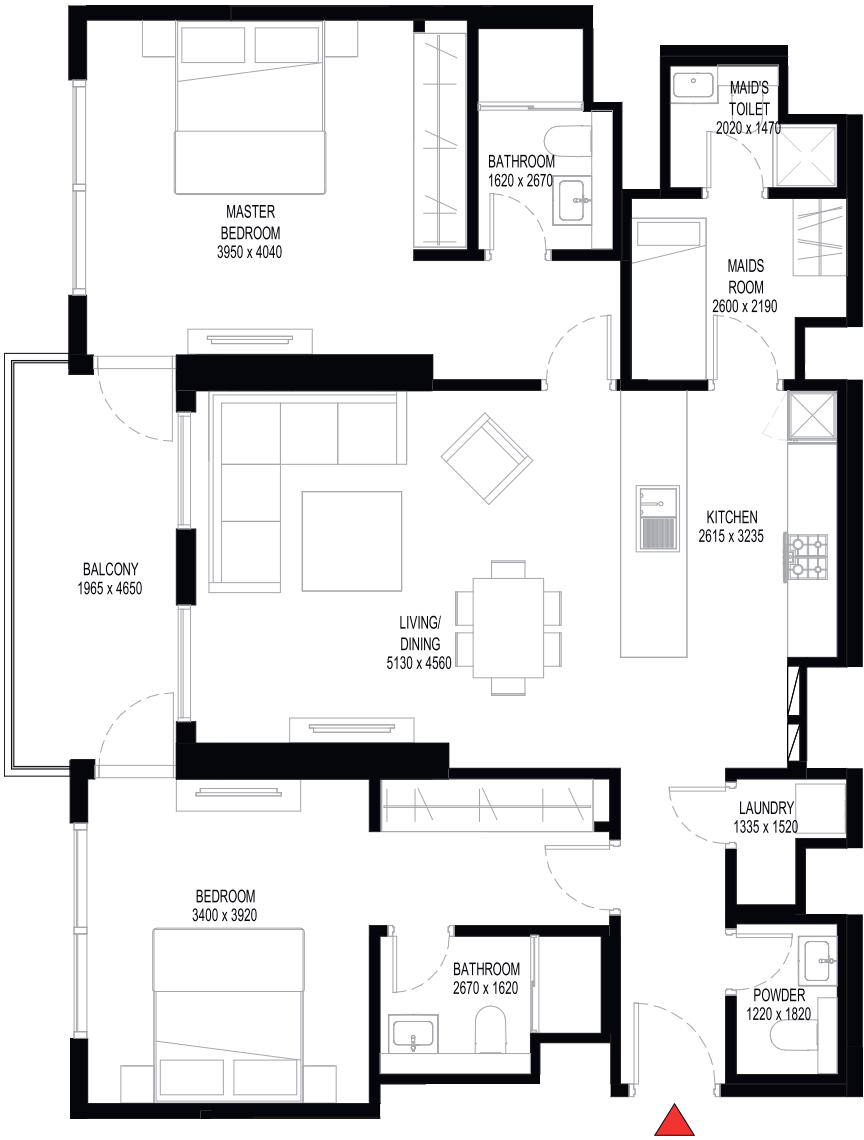 MAID'S
TOILET
2020 x 1470
BATHROOM
1620 x 2670
MASTER
BEDROOM
3950 x 4040
MAIDS
ROOM
2600 x 2190
KITCHEN
2615 x 3235
BALCONY
1965 x 4650
LIVING/
DINING
5130 x 4560
LAUNDRY
1335 x 1520
BEDROOM
3400 x 3920
BATHROOM
2670 x 1620
POWDER
1220 x 1820